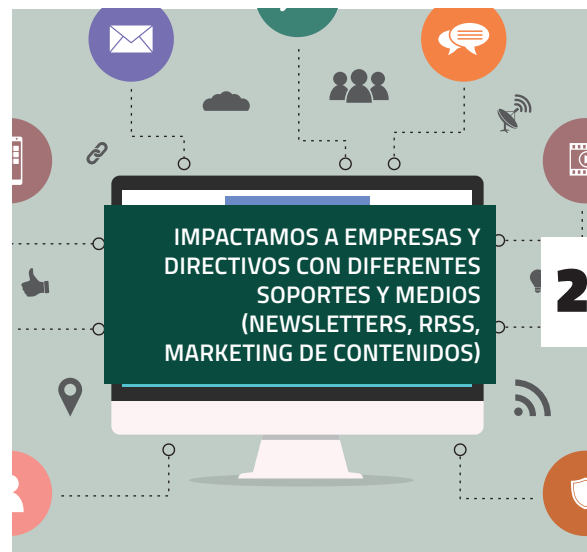 IMPACTAMOS A EMPRESAS Y
DIRECTIVOS CON DIFERENTES
SOPORTES Y MEDIOS
(NEWSLETTERS, RRSS,
MARKETING DE CONTENIDOS)
2